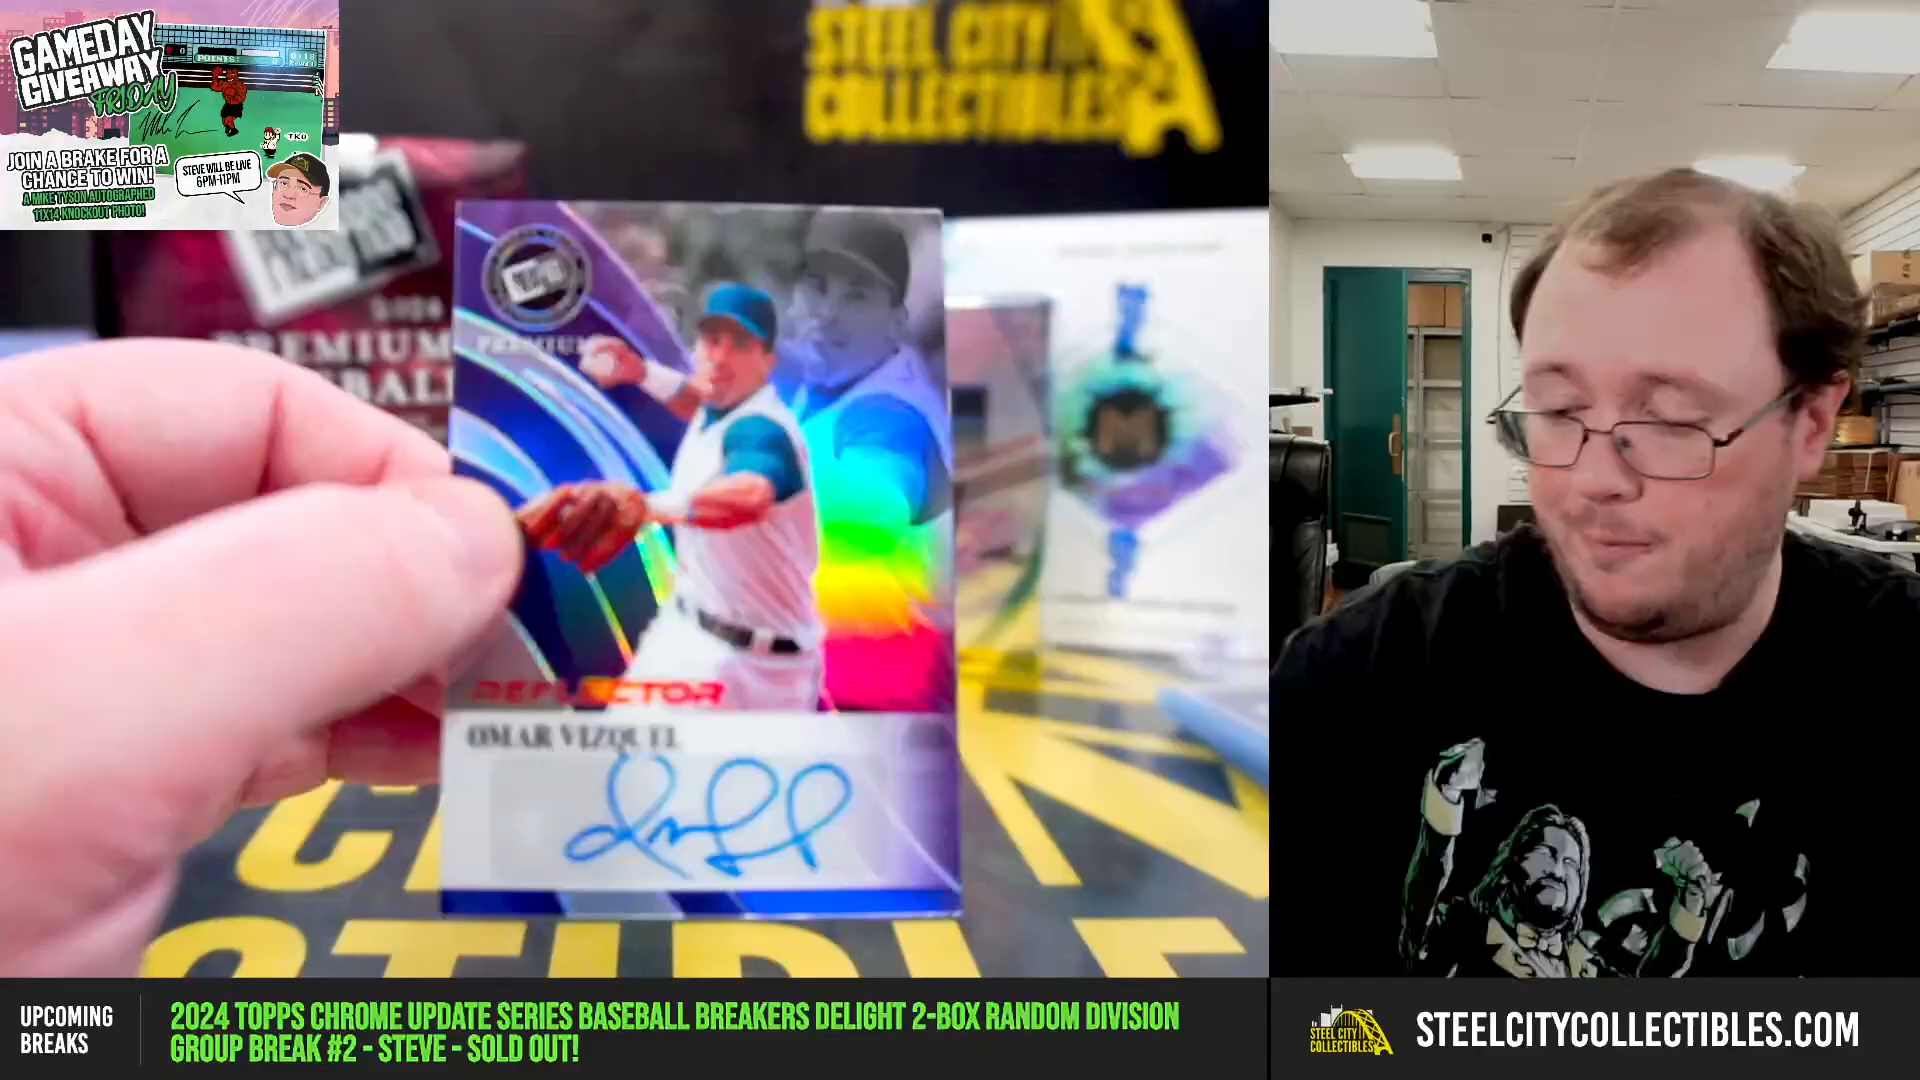 GAMEDAY
GIVEAWAY
FRIDAY
POINTS:
TKO
JOIN A BRAKE FOR A
CHANCE TO WIN!
A MIKE TYSON AUTOGRAPHED
11X14 KNOCKOUT PHOTO!
STEVE WILL BE LIVE
6PM-11PM
STEEL CITY
COLLECTIBLES
2024
PREMIUM
PREMIUM
REFLECTOR
OMAR VIZQUEL
UPCOMING
BREAKS
2024 TOPPS CHROME UPDATE SERIES BASEBALL BREAKERS DELIGHT 2-BOX RANDOM DIVISION
GROUP BREAK #2 - STEVE - SOLD OUT!
STEEL CITY
COLLECTIBLES
STEELCITYCOLLECTIBLES.COM